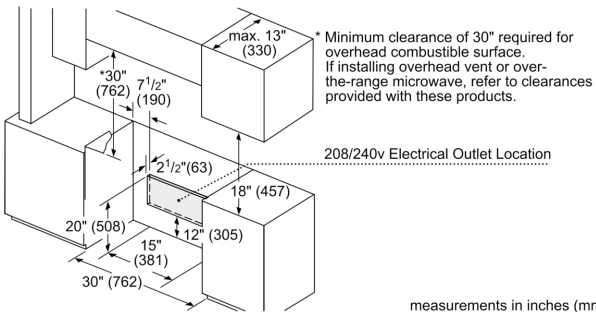 max. 13"
(330)
* Minimum clearance of 30" required for
overhead combustible surface.
If installing overhead vent or over-
the-range microwave, refer to clearances
provided with these products.
*30"
(762)
7 1/2"
(190)
208/240v Electrical Outlet Location
2 1/2"(63)
18" (457)
20" (508)
12" (305)
15"
(381)
30" (762)
measurements in inches (mm